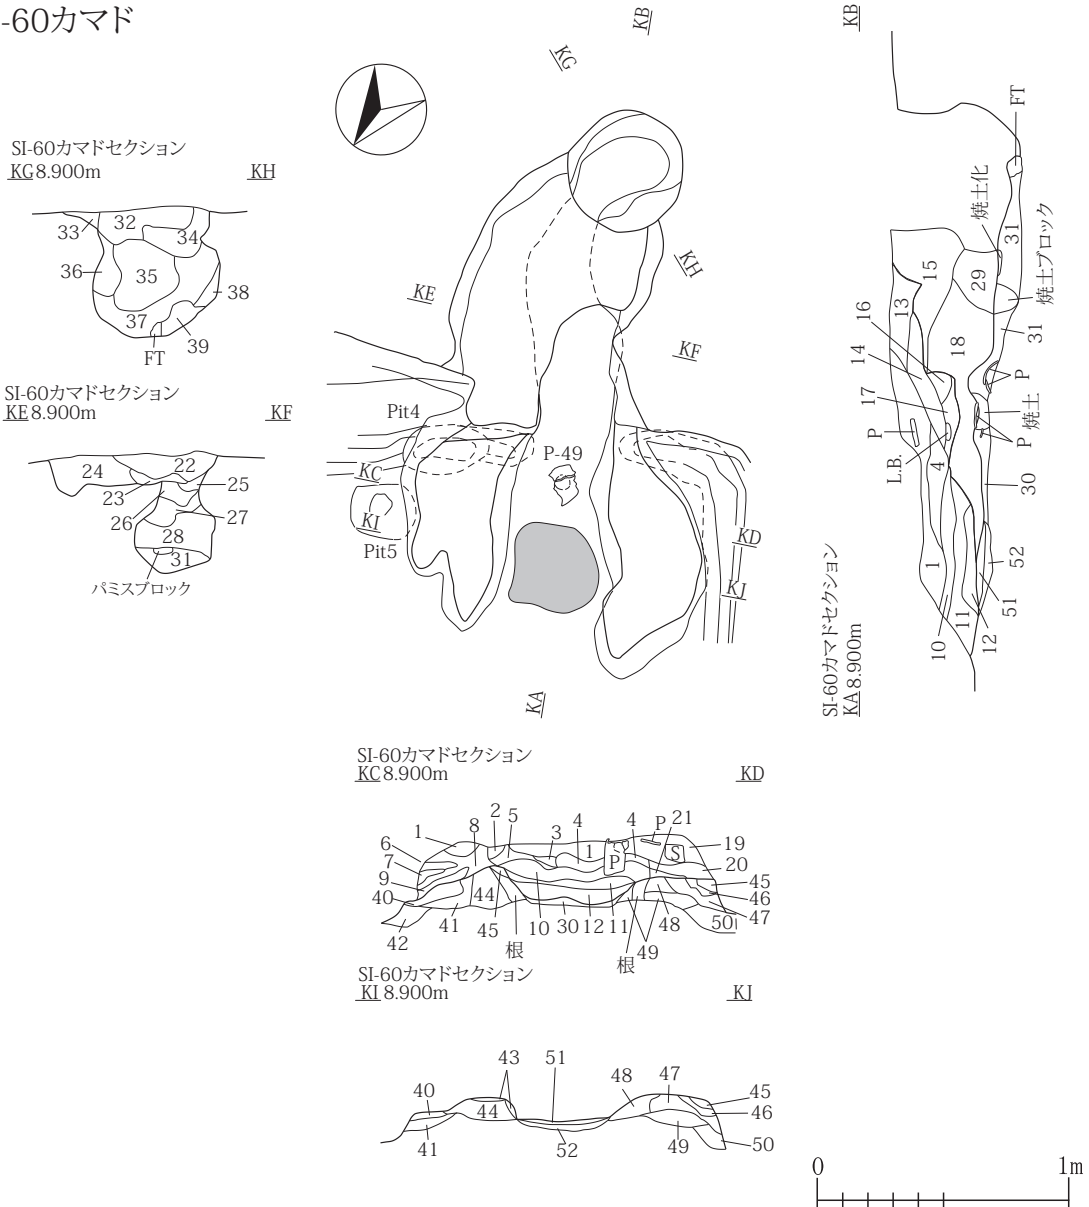 -60カマド
KB
KG
KB
SI-60カマドセクション
KG 8.900m
KH
32
33
34
36
35
38
37
39
FT
KH
KE
KF
SI-60カマドセクション
KE 8.900m
KF
22
24
23
25
26
27
28
31
パミスブロック
Pit4
P-49
KC
KI
Pit5
KD
KJ
KA
FT
焼土化
31
焼土ブロック
15
29
13
16
18
31
14
17
P
P
焼土
P
L.B.
4
30
1
52
51
11
10
12
SI-60カマドセクション
KA 8.900m
SI-60カマドセクション
KC 8.900m
KD
1
8
2
5
3
4
4
P
21
1
19
6
7
P
S
20
9
45
40
44
46
47
41
48
50
42
45
根
10
30
12
11
根
49
SI-60カマドセクション
KI 8.900m
KJ
43
51
48
47
40
45
44
46
41
52
49
50
0
1m